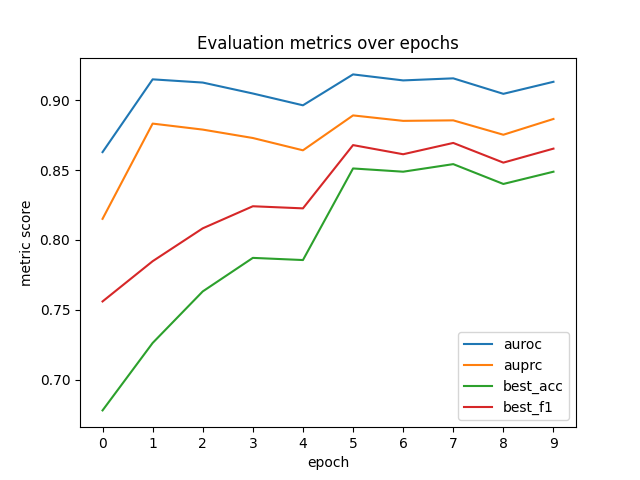 Evaluation metrics over epochs
metric score
0.90
0.85
0.80
0.75
0.70
auroc
auprc
best_acc
best_f1
0 1 2 3 4 5 6 7 8 9
epoch